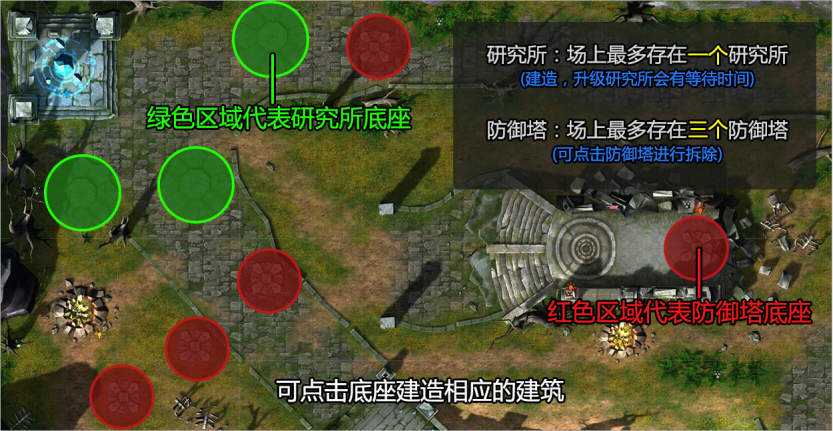 研究所：场上最多存在一个研究所
(建造，升级研究所会有等待时间)
绿色区域代表研究所底座
防御塔：场上最多存在三个防御塔
(可点击防御塔进行拆除)
红色区域代表防御塔底座
可点击底座建造相应的建筑